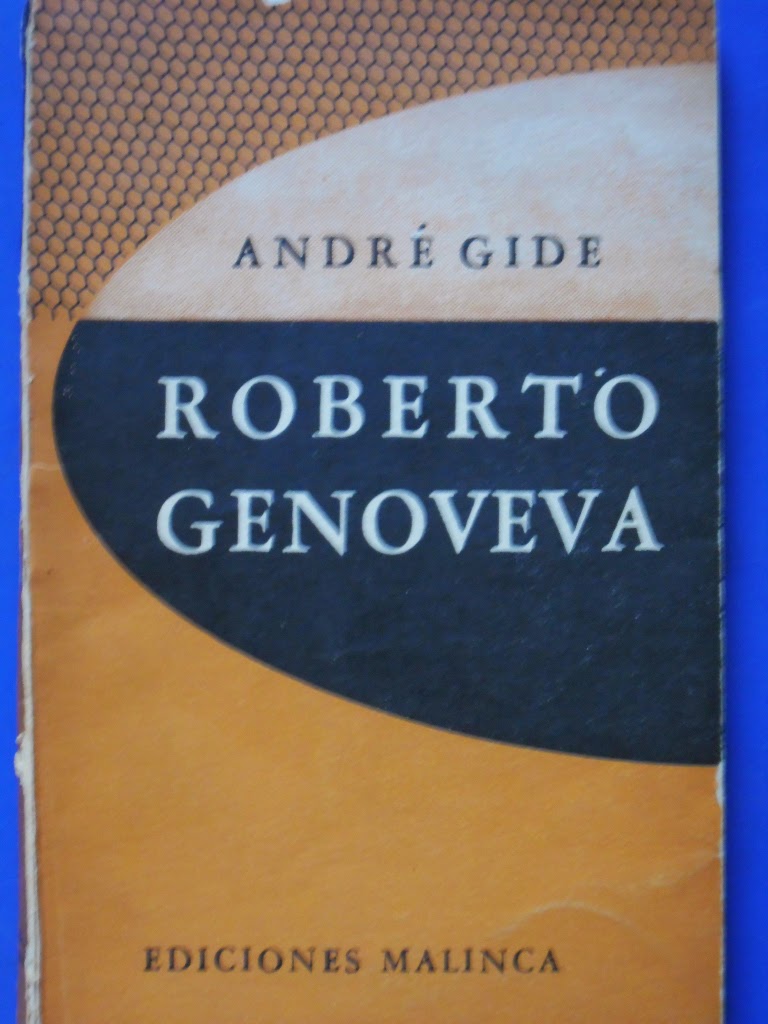 ANDRÉ GIDE
ROBERTO
GENOVEVA
EDICIONES MALINCA